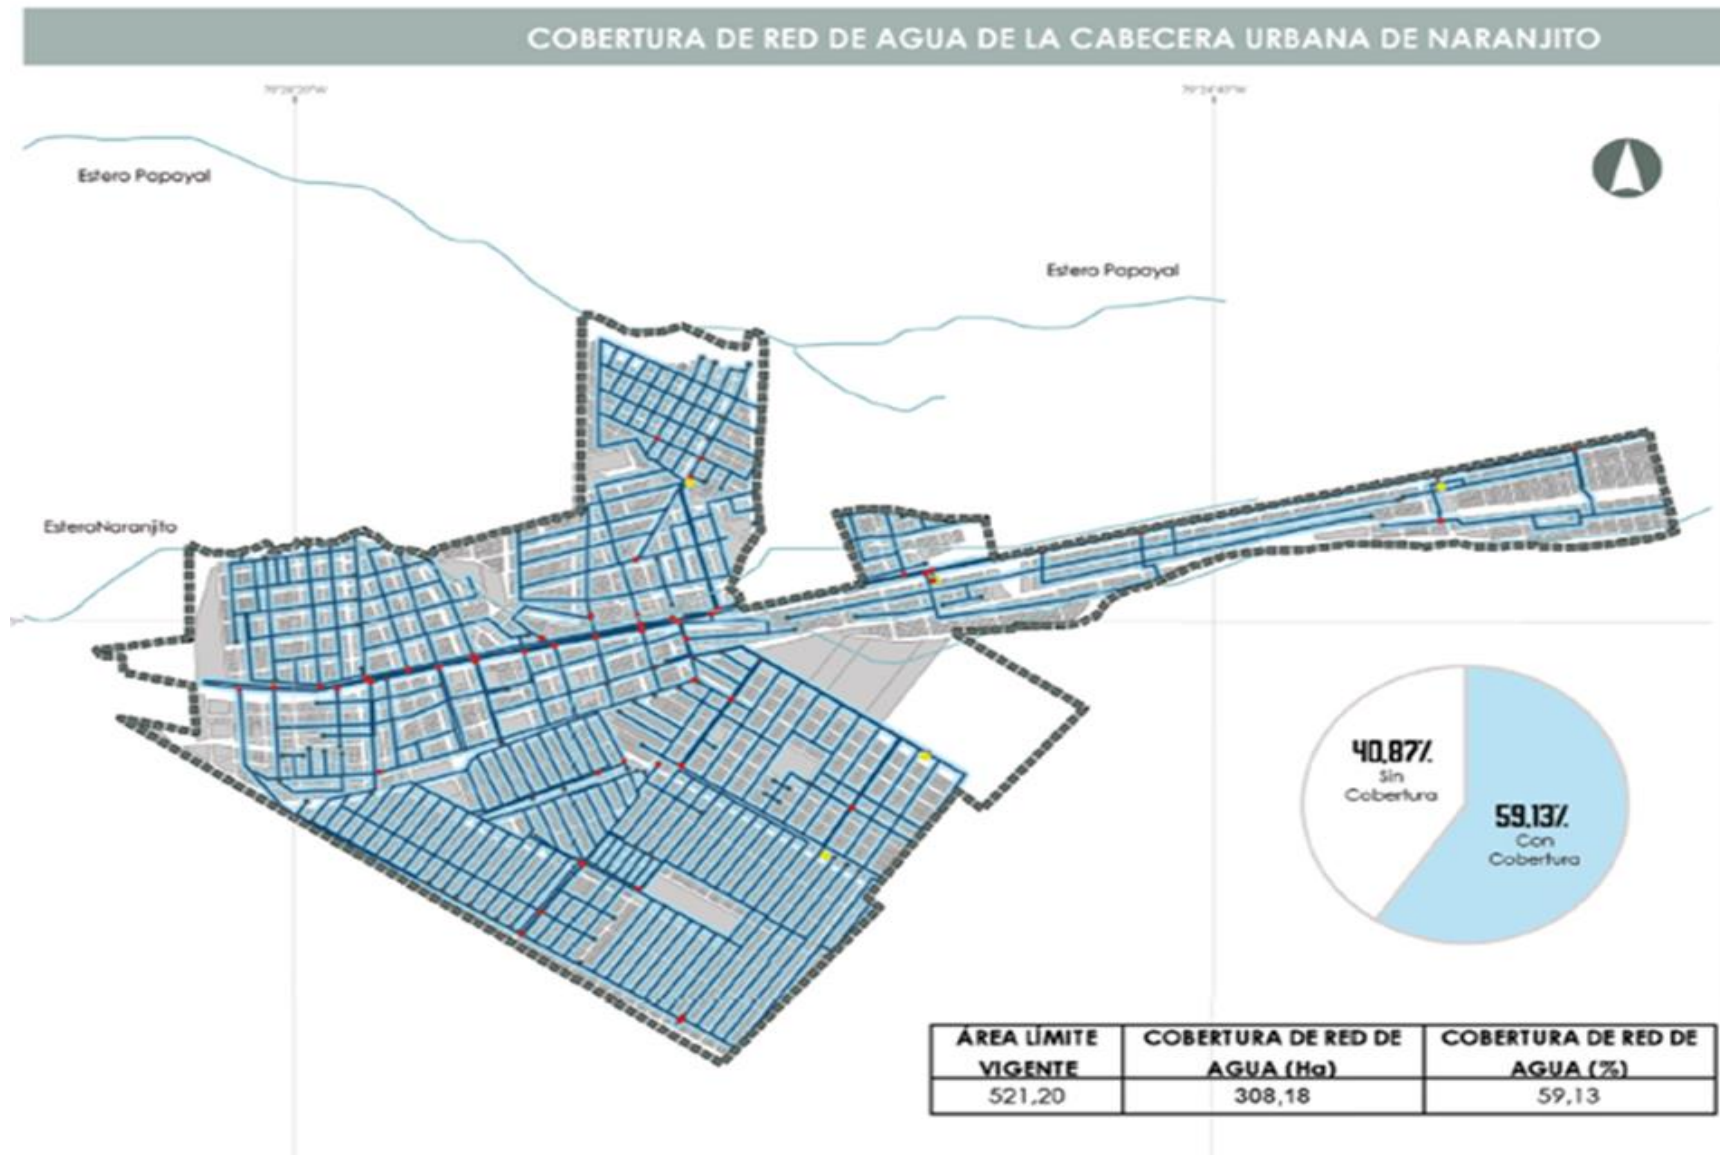 COBERTURA DE RED DE AGUA DE LA CABECERA URBANA DE NARANJITO
Estero Papayal
Estero Papayal
EsteroNaranjito
40,87%
Sin
Cobertura
59,13%
Con
Cobertura
ÁREA LÍMITE VIGENTE
COBERTURA DE RED DE AGUA (Ha)
COBERTURA DE RED DE AGUA (%)
521,20
308,18
59,13